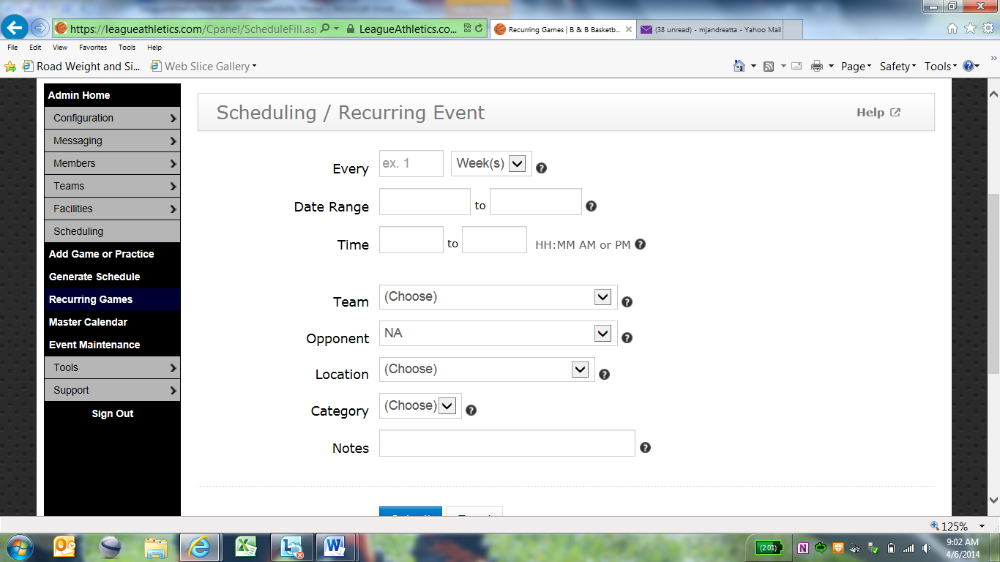 https://leagueathletics.com/Cpanel/ScheduleFill.as LeagueAthletics.co... Recurring Games | B & B Basketb... (38 unread) - mjandreatta - Yahoo Mail
File Edit View Favorites Tools Help
Road Weight and Si... Web Slice Gallery Page Safety Tools
Admin Home
Configuration
Messaging
Members
Teams
Facilities
Scheduling
Add Game or Practice
Generate Schedule
Recurring Games
Master Calendar
Event Maintenance
Tools
Support
Sign Out
Scheduling / Recurring Event Help
Every ex. 1 Week(s)
Date Range to
Time to HH:MM AM or PM
Team (Choose)
Opponent NA
Location (Choose)
Category (Choose)
Notes
125%
(2:01) 9:02 AM
4/6/2014